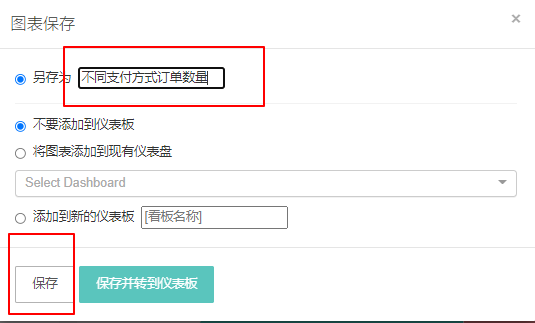 图表保存 ×
另存为 不同支付方式订单数量
不要添加到仪表板
将图表添加到现有仪表盘
Select Dashboard
添加到新的仪表板 [看板名称]
保存 保存并转到仪表板